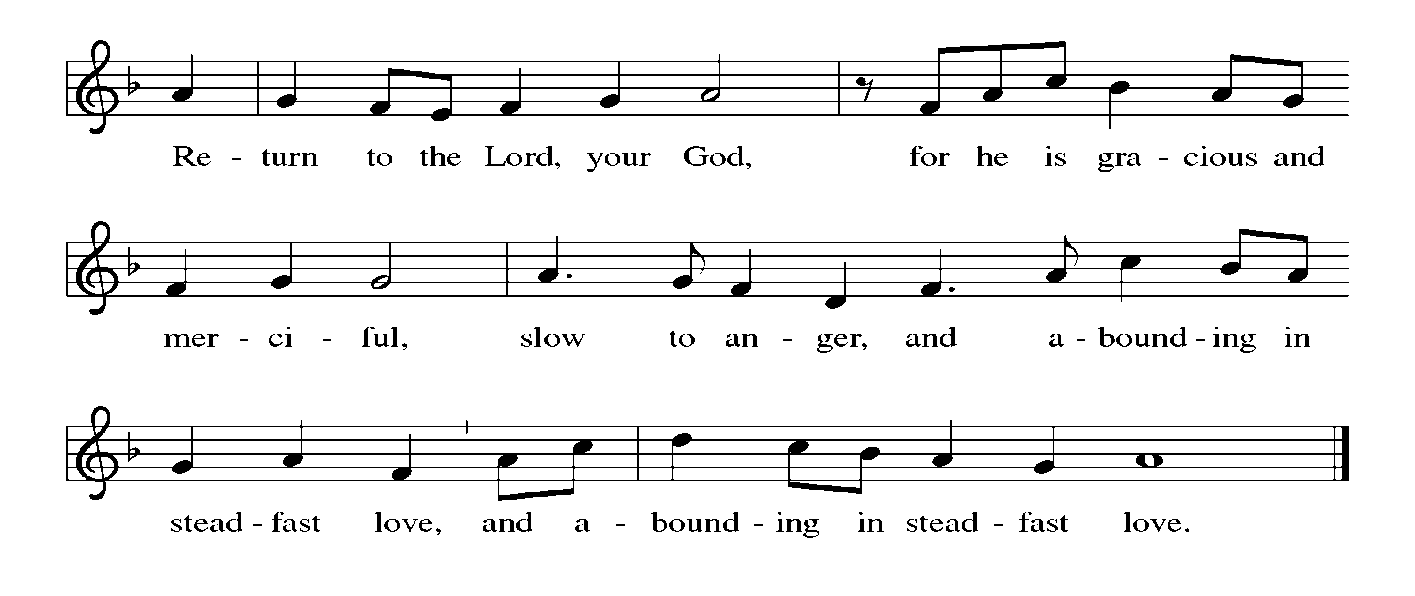 Re - turn to the Lord, your God, for he is gra - cious and
mer - ci - ful, slow to an - ger, and a - bound - ing in
stead - fast love, and a - bound - ing in stead - fast love.